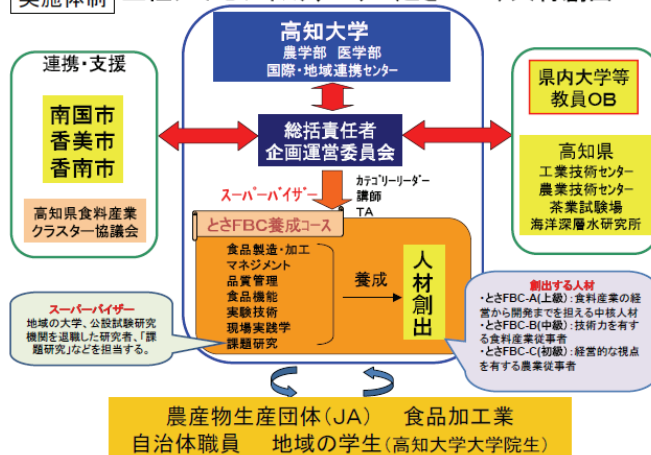 実施体制
高知大学
農学部 医学部
国際・地域連携センター
連携・支援
南国市
香美市
香南市
高知県食料産業
クラスター協議会
総括責任者
企画運営委員会
県内大学等
教員OB
高知県
工業技術センター
農業技術センター
茶業試験場
海洋深層水研究所
スーパーバイザー
カテゴリーリーダー
講師
TA
とさFBC養成コース
食品製造・加工
マネジメント
品質管理
食品機能
実験技術
現場実践学
課題研究
養成
人材創出
スーパーバイザー
地域の大学、公設試験研究
機関を退職した研究者、「課
題研究」などを担当する。
創出する人材
・とさFBC-A(上級):食料産業の経
営から開発までを担える中核人材
・とさFBC-B(中級):技術力を有す
る食料産業従事者
・とさFBC-C(初級):経営的な視点
を有する農業従事者
農産物生産団体(JA) 食品加工業
自治体職員 地域の学生(高知大学大学院生)